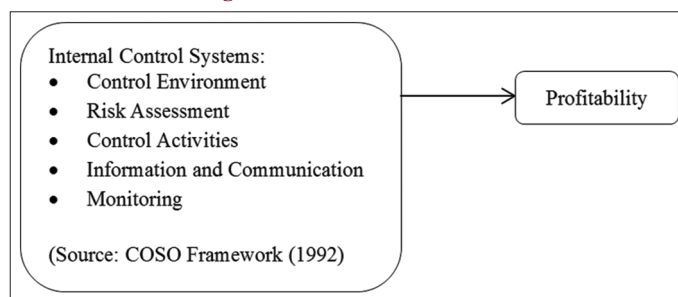 Internal Control Systems:
• Control Environment
• Risk Assessment
• Control Activities
• Information and Communication
• Monitoring
(Source: COSO Framework (1992)
Profitability